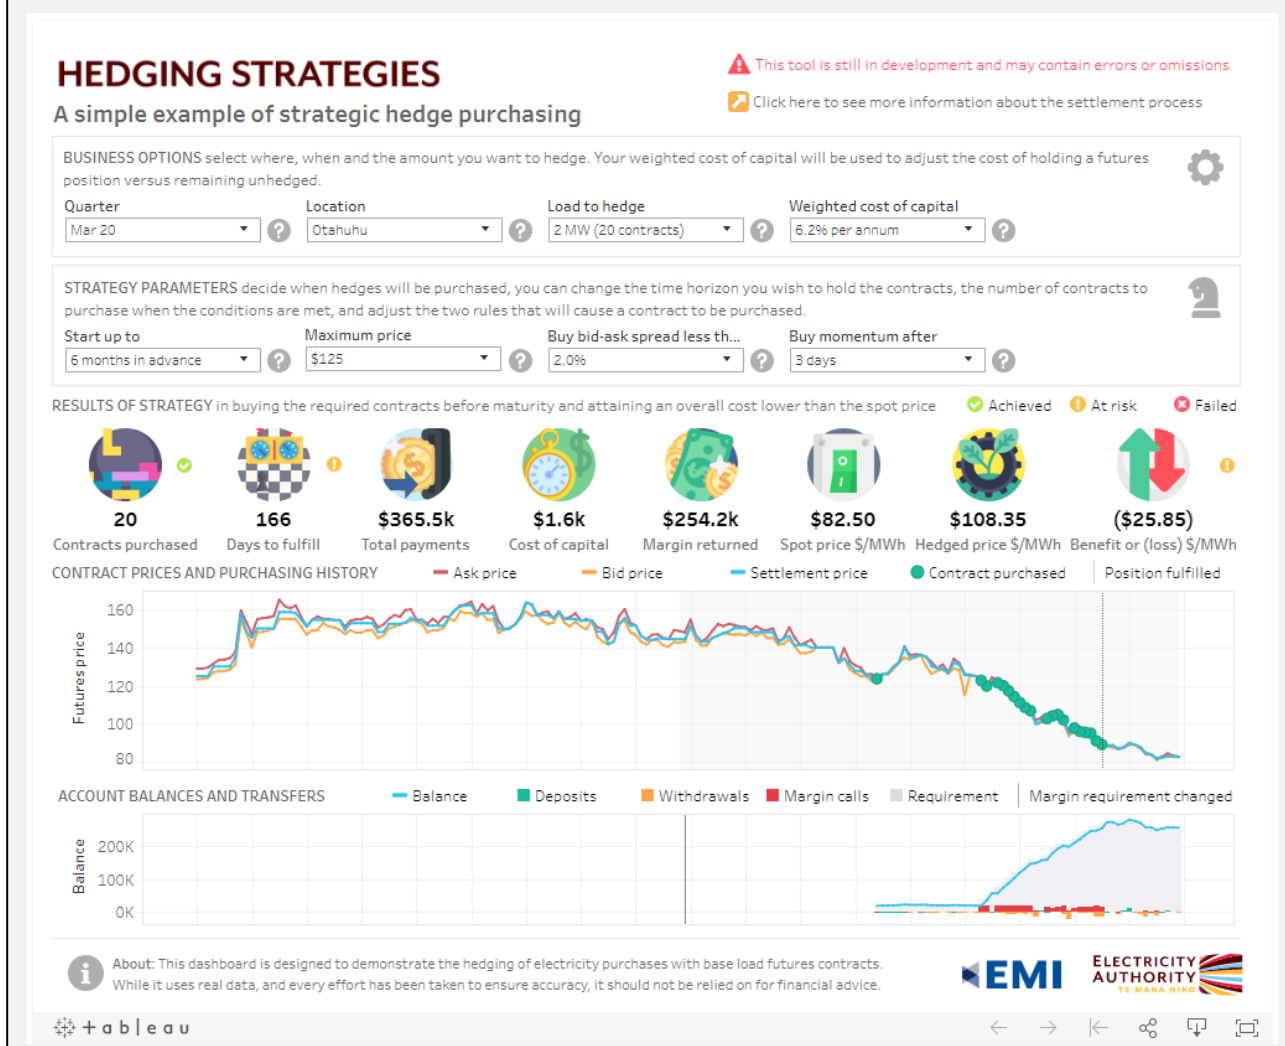 HEDGING STRATEGIES
A simple example of strategic hedge purchasing
This tool is still in development and may contain errors or omissions
Click here to see more information about the settlement process
BUSINESS OPTIONS select where, when and the amount you want to hedge. Your weighted cost of capital will be used to adjust the cost of holding a futures
position versus remaining unhedged.
Quarter Location Load to hedge Weighted cost of capital
Mar 20 ? Otahuhu ? 2 MW (20 contracts) ? 6.2% per annum ?
STRATEGY PARAMETERS decide when hedges will be purchased, you can change the time horizon you wish to hold the contracts, the number of contracts to
purchase when the conditions are met, and adjust the two rules that will cause a contract to be purchased.
Start up to Maximum price Buy bid-ask spread less th... Buy momentum after
6 months in advance ? $125 ? 2.0% ? 3 days ?
RESULTS OF STRATEGY in buying the required contracts before maturity and attaining an overall cost lower than the spot price Achieved At risk Failed
20 166 $365.5k $1.6k $254.2k $82.50 $108.35 ($25.85)
Contracts purchased Days to fulfill Total payments Cost of capital Margin returned Spot price $/MWh Hedged price $/MWh Benefit or (loss) $/MWh
CONTRACT PRICES AND PURCHASING HISTORY Ask price Bid price Settlement price Contract purchased Position fulfilled
Futures price
160
140
120
100
80
ACCOUNT BALANCES AND TRANSFERS Balance Deposits Withdrawals Margin calls Requirement Margin requirement changed
Balance
200K
100K
0K
About: This dashboard is designed to demonstrate the hedging of electricity purchases with base load futures contracts.
While it uses real data, and every effort has been taken to ensure accuracy, it should not be relied on for financial advice.
EMI
ELECTRICITY
AUTHORITY
TE MANA HIKO
+ a b | e a u